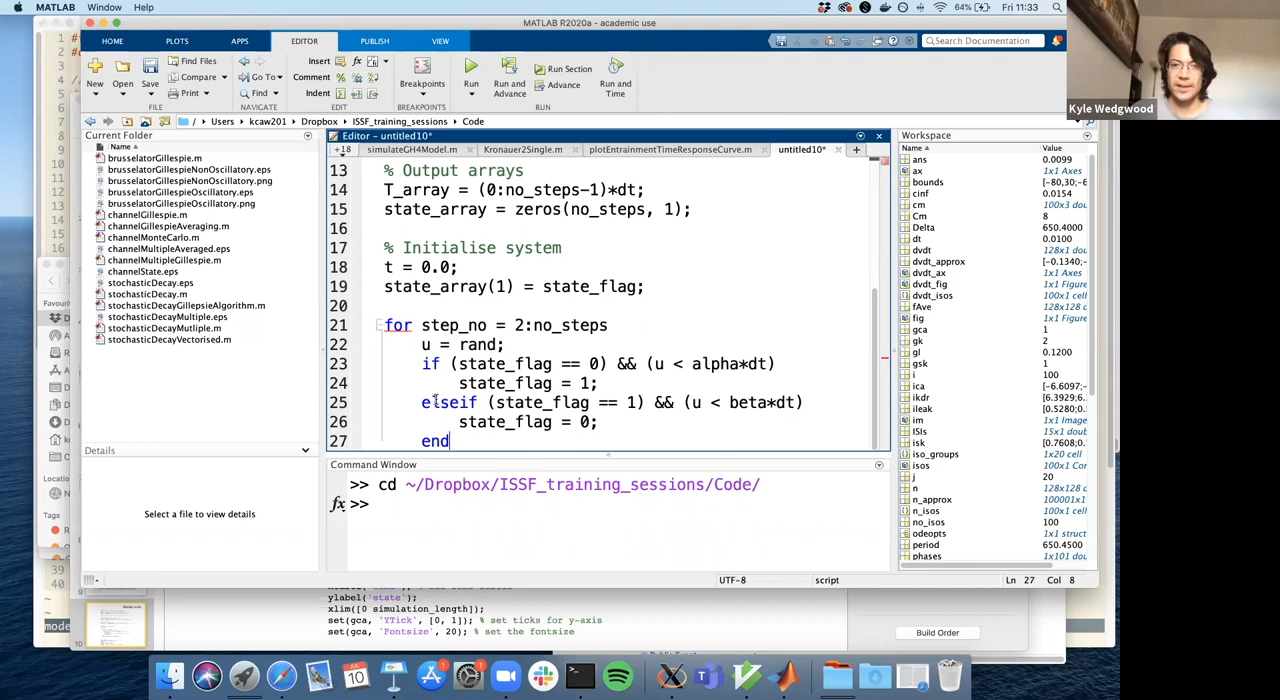 MATLAB Window Help
64% Fri 11:33
MATLAB R2020a - academic use
HOME PLOTS APPS EDITOR PUBLISH VIEW
Search Documentation
Kyle Wedgwood
New Open Save Find Files Compare Print
Go To Find
Insert Comment Indent
Breakpoints
Run Run and Advance Run Section Advance Run and Time
FILE NAVIGATE EDIT BREAKPOINTS RUN
/ Users kcaw201 Dropbox ISSF_training_sessions Code
Current Folder
Name
brusselatorGillespie.m
brusselatorGillespieNonOscillatory.eps
brusselatorGillespieNonOscillatory.png
brusselatorGillespieOscillatory.eps
brusselatorGillespieOscillatory.png
channelGillespie.m
channelGillespieAveraging.m
channelMonteCarlo.m
channelMultipleAveraged.eps
channelMultipleGillespie.m
channelState.eps
stochasticDecay.eps
stochasticDecay.m
stochasticDecayGillepsieAlgorithm.m
stochasticDecayMultiple.eps
stochasticDecayMutliple.m
stochasticDecayVectorised.m
Details
Select a file to view details
Editor - untitled10*
+18 simulateGH4Model.m Kronauer2Single.m plotEntrainmentTimeResponseCurve.m untitled10*
13 % Output arrays
14 T_array = (0:no_steps-1)*dt;
15 state_array = zeros(no_steps, 1);
16
17 % Initialise system
18 t = 0.0;
19 state_array(1) = state_flag;
20
21 for step_no = 2:no_steps
22 u = rand;
23 if (state_flag == 0) && (u < alpha*dt)
24 state_flag = 1;
25 elseif (state_flag == 1) && (u < beta*dt)
26 state_flag = 0;
27 end
Command Window
>> cd ~/Dropbox/ISSF_training_sessions/Code/
fx >>
Workspace
Name Value
ans 0.0099
ax 1x1 Axes
bounds [-80,30;-6
cinf 0.0154
cm 100x3 dou
Cm 8
Delta 650.4000
dt 0.0100
dvdt 128x1 dou
dvdt_approx [-0.1340;-
dvdt_ax 1x1 Axes
dvdt_fig 1x1 Figure
dvdt_isos 100x1 cell
fAve 1x1 Figure
fig 1x1 Figure
gca 1
gk 2
gl 0.1200
gsk 1
i 100
ica [-6.6097;-
ikdr [6.3929;6.
ileak [0.5280;0.
im 1x1 Image
ISIs 15x1 doub
isk [0.7608;0.
iso_groups 1x20 cell
isos 100x1 Con
j 20
n 128x128 d
n_approx 100001x1
n_isos 100x1 cell
no_isos 100
odeopts 1x1 struct
period 650.4500
phases 1x101 dou
UTF-8 script Ln 27 Col 8
ylabel('state');
xlim([0 simulation_length]);
set(gca, 'YTick', [0, 1]); % set ticks for y-axis
set(gca, 'Fontsize', 20); % set the fontsize
Build Order